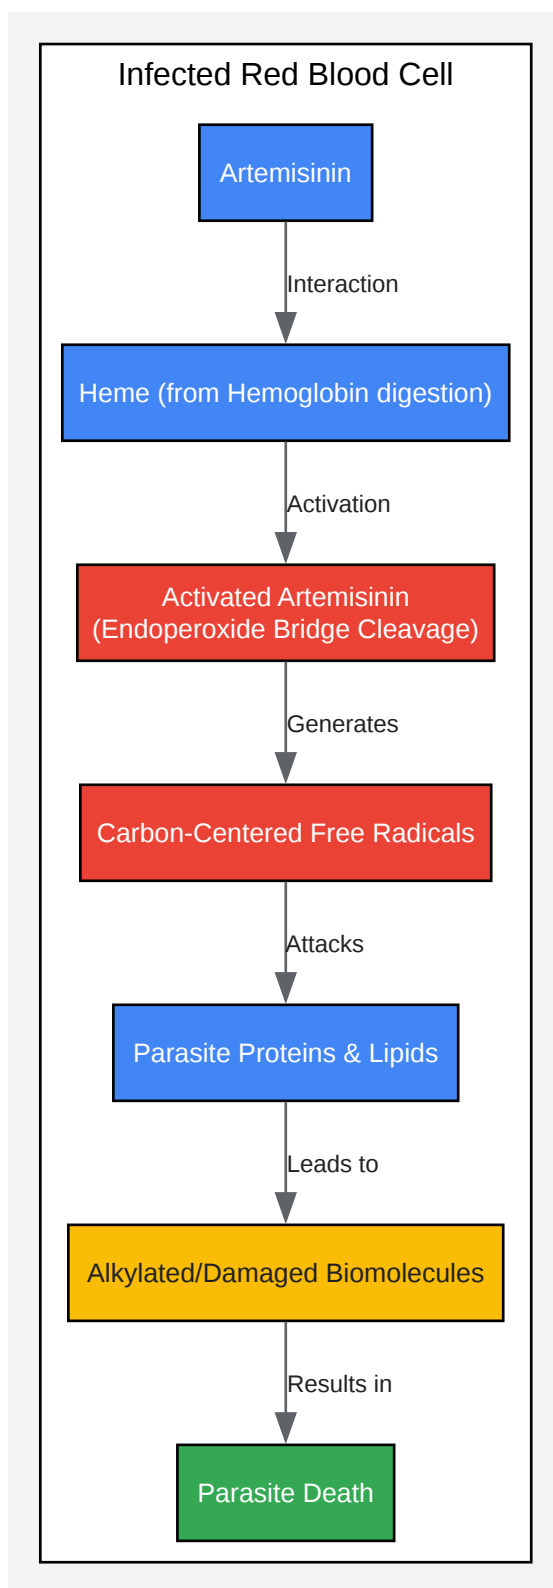 Infected Red Blood Cell
Artemisinin
Interaction
Heme (from Hemoglobin digestion)
Activation
Activated Artemisinin
(Endoperoxide Bridge Cleavage)
Generates
Carbon-Centered Free Radicals
Attacks
Parasite Proteins & Lipids
Leads to
Alkylated/Damaged Biomolecules
Results in
Parasite Death